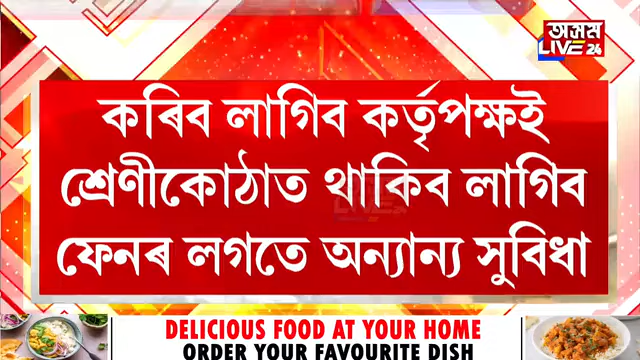 অসম
LIVE 24
কৰিব লাগিব কৰ্তৃপক্ষই
শ্ৰেণীকোঠাত থাকিব লাগিব
ফেনৰ লগতে অন্যান্য সুবিধা
DELICIOUS FOOD AT YOUR HOME
ORDER YOUR FAVOURITE DISH